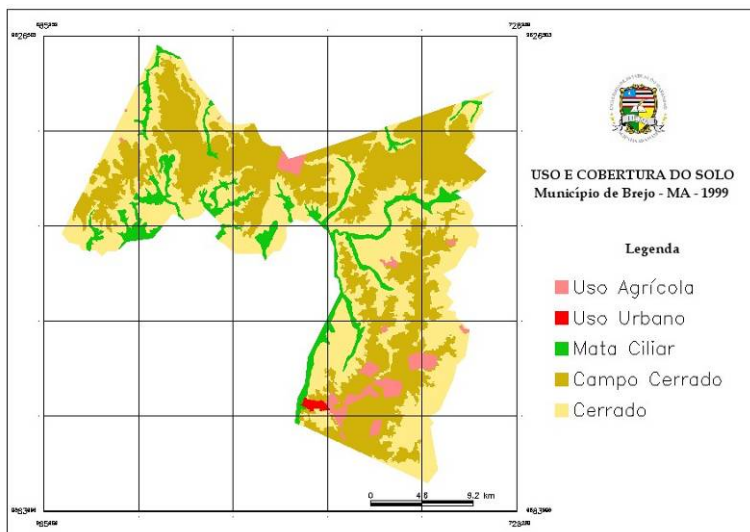 USO E COBERTURA DO SOLO
Município de Brejo - MA - 1999
Legenda
Uso Agrícola
Uso Urbano
Mata Ciliar
Campo Cerrado
Cerrado
0 4.6 9.2 km